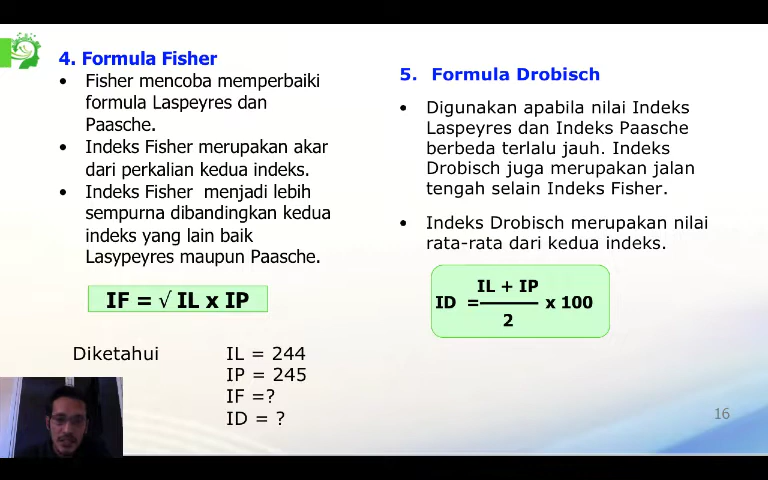 4. Formula Fisher
• Fisher mencoba memperbaiki
formula Laspeyres dan
Paasche.
• Indeks Fisher merupakan akar
dari perkalian kedua indeks.
• Indeks Fisher menjadi lebih
sempurna dibandingkan kedua
indeks yang lain baik
Lasypeyres maupun Paasche.
IF = √ IL x IP
Diketahui IL = 244
IP = 245
IF =?
ID = ?
5. Formula Drobisch
• Digunakan apabila nilai Indeks
Laspeyres dan Indeks Paasche
berbeda terlalu jauh. Indeks
Drobisch juga merupakan jalan
tengah selain Indeks Fisher.
• Indeks Drobisch merupakan nilai
rata-rata dari kedua indeks.
IL + IP
ID = x 100
2
16